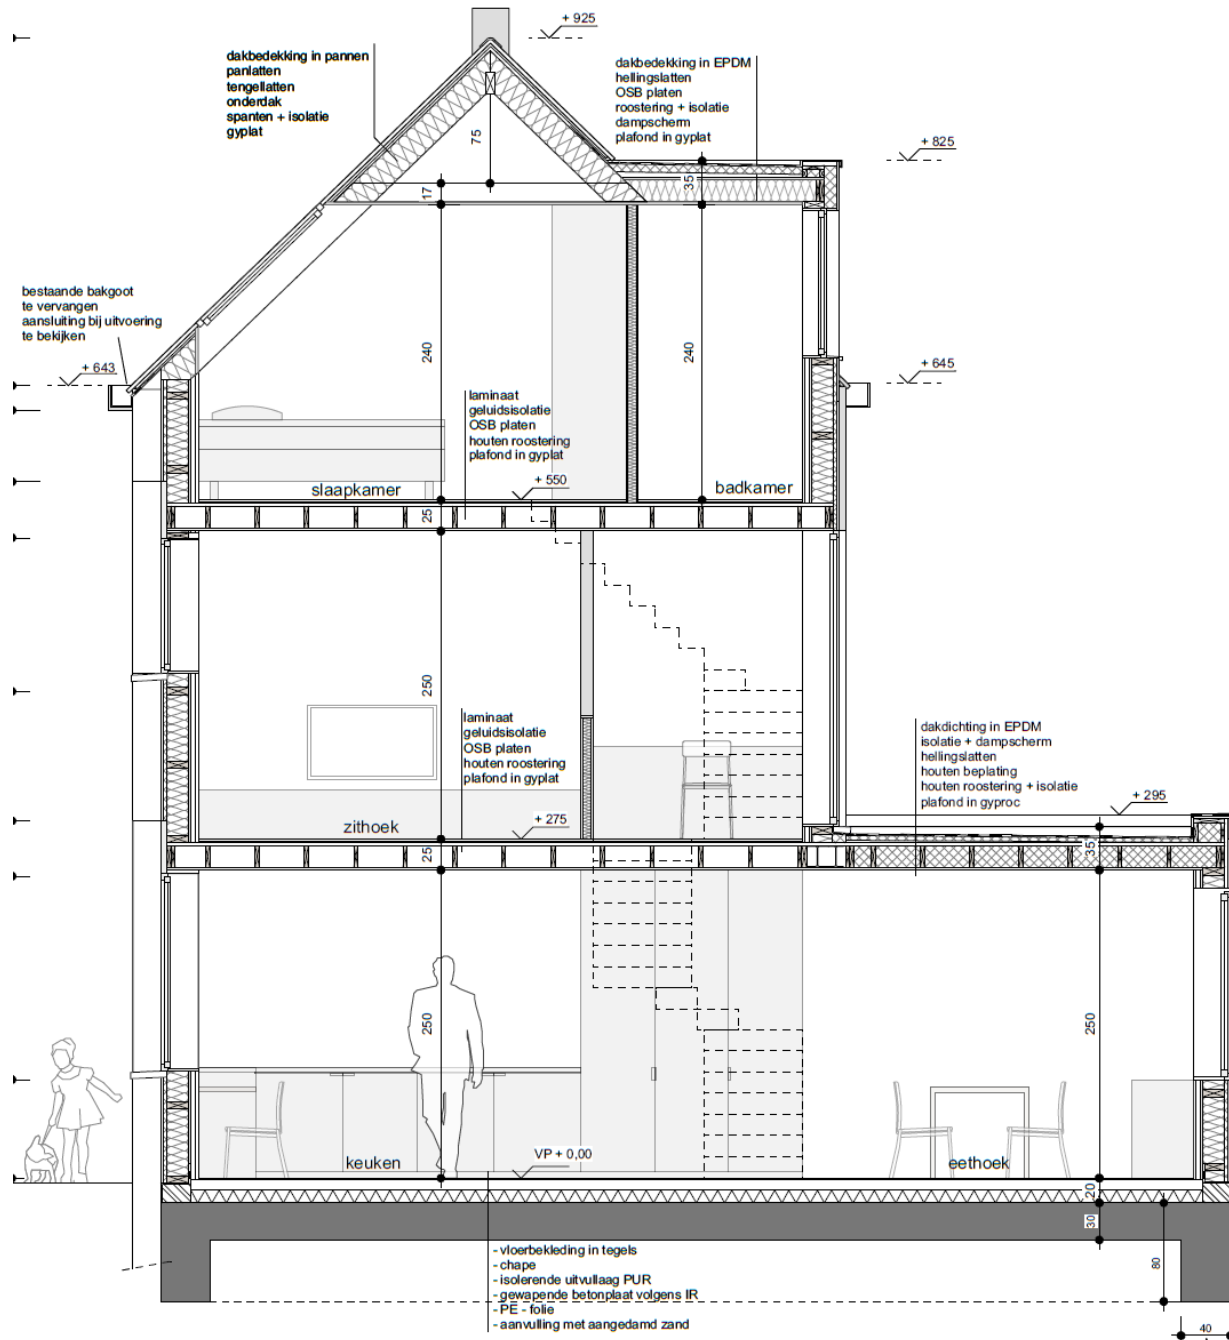 + 925
dakbedekking in pannen
panlatten
tengellatten
onderdak
spanten + isolatie
gyplat
dakbedekking in EPDM
hellingslatten
OSB platen
roostering + isolatie
dampscherm
plafond in gyplat
+ 825
75
17
35
bestaande bakgoot
te vervangen
aansluiting bij uitvoering
te bekijken
+ 643
240
240
+ 645
laminaat
geluidsisolatie
OSB platen
houten roostering
plafond in gyplat
slaapkamer
+ 550
badkamer
25
250
laminaat
geluidsisolatie
OSB platen
houten roostering
plafond in gyplat
dakdichting in EPDM
isolatie + dampscherm
hellingslatten
houten beplating
houten roostering + isolatie
plafond in gyproc
+ 295
zithoek
+ 275
25
35
250
250
keuken
VP + 0,00
eethoek
20
30
80
- vloerbekleding in tegels
- chape
- isolerende uitvullaag PUR
- gewapende betonplaat volgens IR
- PE - folie
- aanvulling met aangedamd zand
40